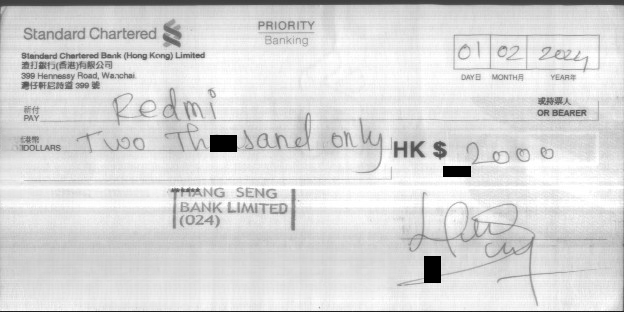 Standard Chartered
PRIORITY
Banking
Standard Chartered Bank (Hong Kong) Limited
渣打銀行(香港)有限公司
399 Hennessy Road, Wanchai
灣仔軒尼詩道 399 號
01 02 2024
DAY日 MONTH月 YEAR年
祈付
PAY
Redmi
或持票人
OR BEARER
港幣
DOLLARS
Two Th sand only
HK $ 2000
HANG SENG
BANK LIMITED
(024)